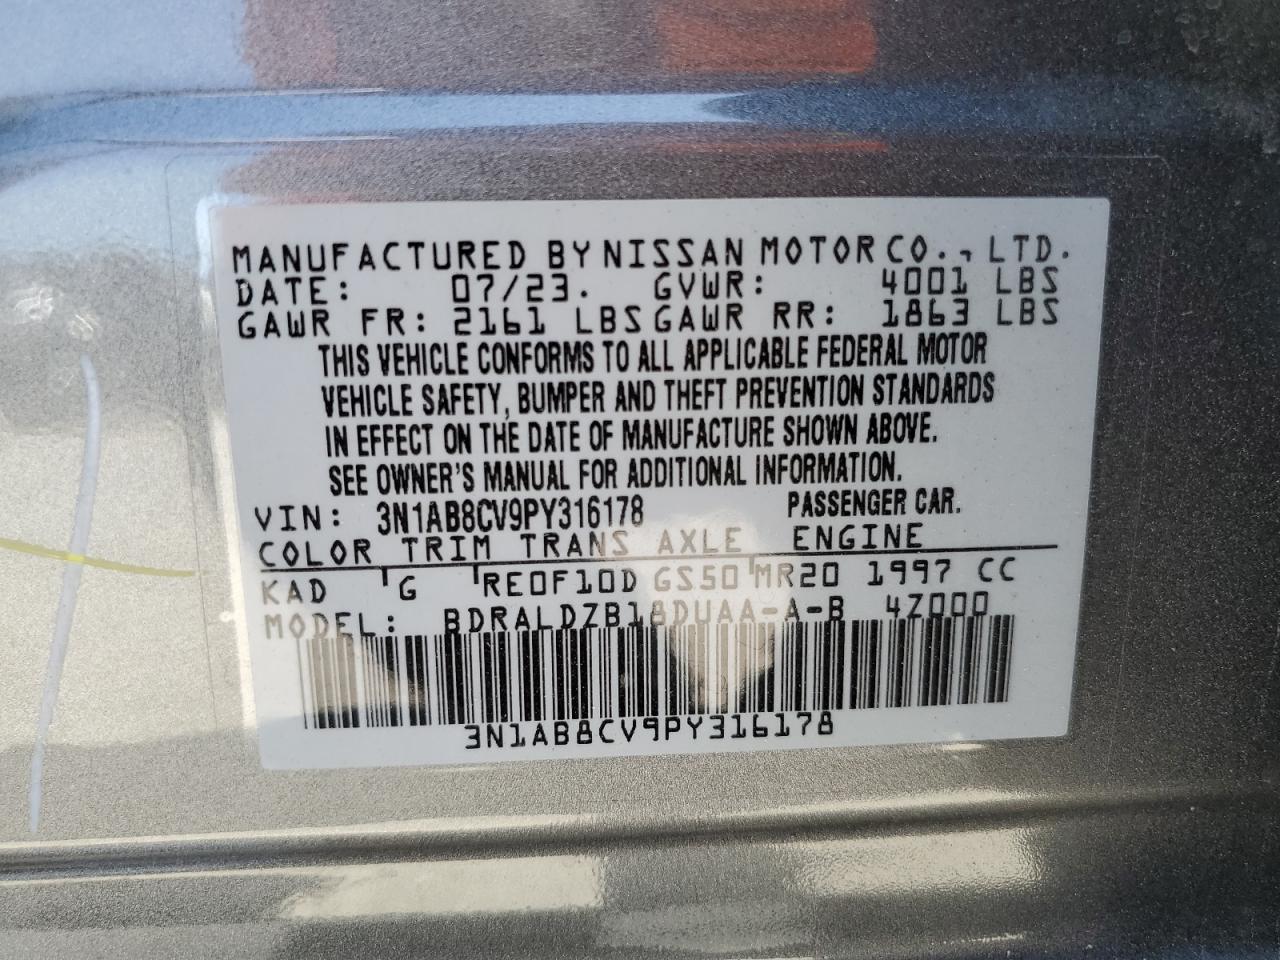 MANUFACTURED BY NISSAN MOTOR CO., LTD.
DATE: 07/23. GVWR: 4001 LBS
GAWR FR: 2161 LBS GAWR RR: 1863 LBS
THIS VEHICLE CONFORMS TO ALL APPLICABLE FEDERAL MOTOR
VEHICLE SAFETY, BUMPER AND THEFT PREVENTION STANDARDS
IN EFFECT ON THE DATE OF MANUFACTURE SHOWN ABOVE.
SEE OWNER'S MANUAL FOR ADDITIONAL INFORMATION.
VIN: 3N1AB8CV9PY316178 PASSENGER CAR.
COLOR TRIM TRANS AXLE ENGINE
KAD G RE0F10D GS50 MR20 1997 CC
MODEL: BDRALDZB18DUAA-A-B 4Z000
3N1AB8CV9PY316178